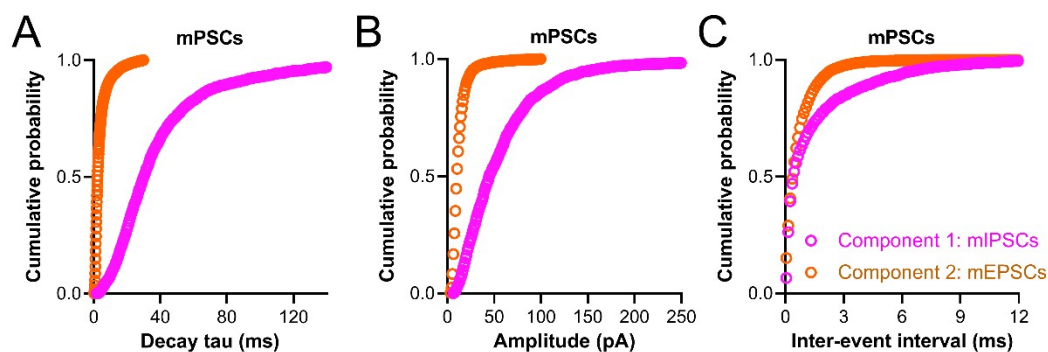 A
mPSCs
Cumulative probability
1.0
0.5
0.0
0
40
80
120
Decay tau (ms)
B
mPSCs
Cumulative probability
1.0
0.5
0.0
0
50
100
150
200
250
Amplitude (pA)
C
mPSCs
Cumulative probability
1.0
0.5
0.0
0
3
6
9
12
Inter-event interval (ms)
Component 1: mIPSCs
Component 2: mEPSCs